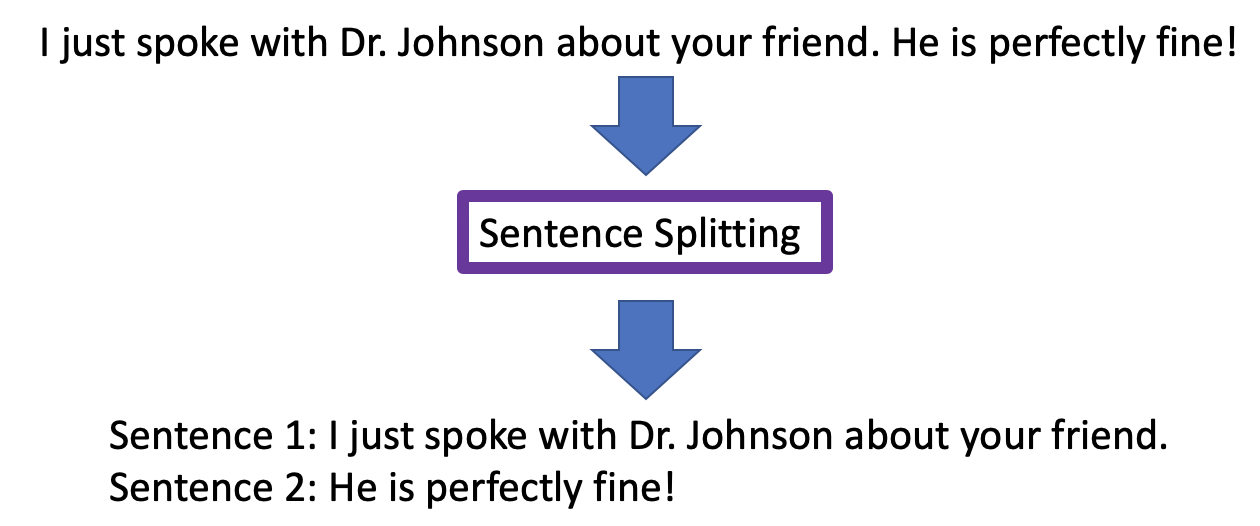 I just spoke with Dr. Johnson about your friend. He is perfectly fine!
Sentence Splitting
Sentence 1: I just spoke with Dr. Johnson about your friend.
Sentence 2: He is perfectly fine!